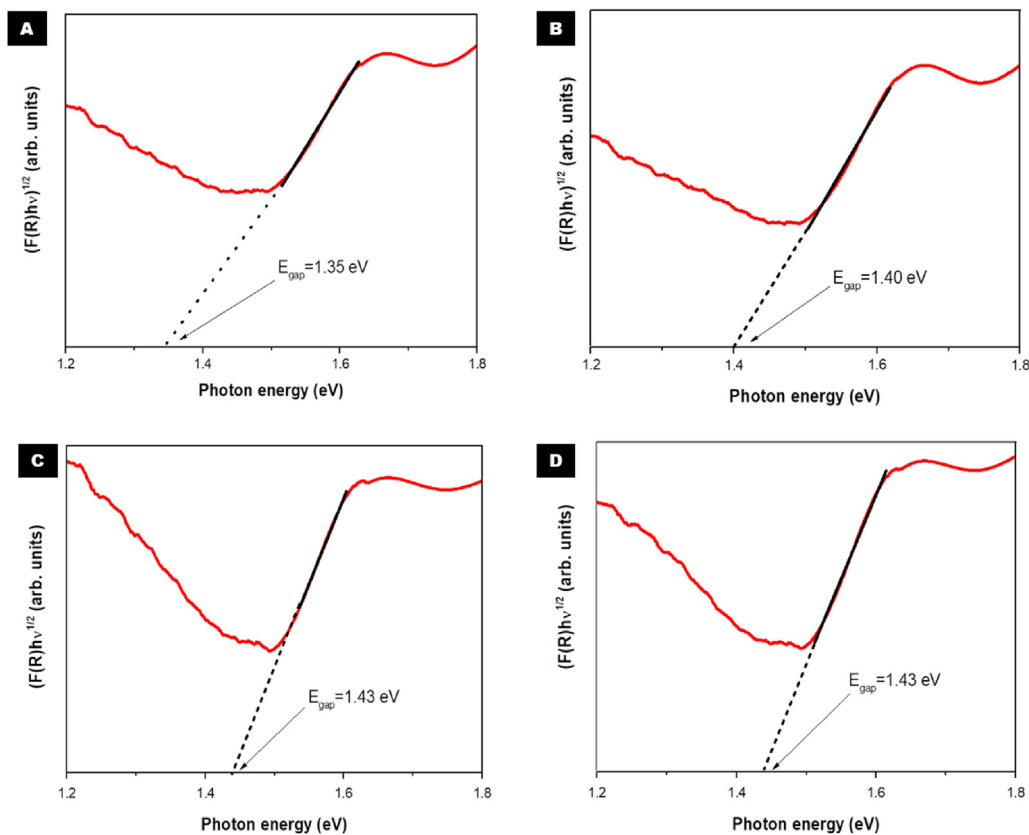 A
(F(R)hν)1/2 (arb. units)
Egap=1.35 eV
1.2 1.4 1.6 1.8
Photon energy (eV)
B
(F(R)hν)1/2 (arb. units)
Egap=1.40 eV
1.2 1.4 1.6 1.8
Photon energy (eV)
C
(F(R)hν1/2 (arb. units)
Egap=1.43 eV
1.2 1.4 1.6 1.8
Photon energy (eV)
D
(F(R)hν1/2 (arb. units)
Egap=1.43 eV
1.2 1.4 1.6 1.8
Photon energy (eV)